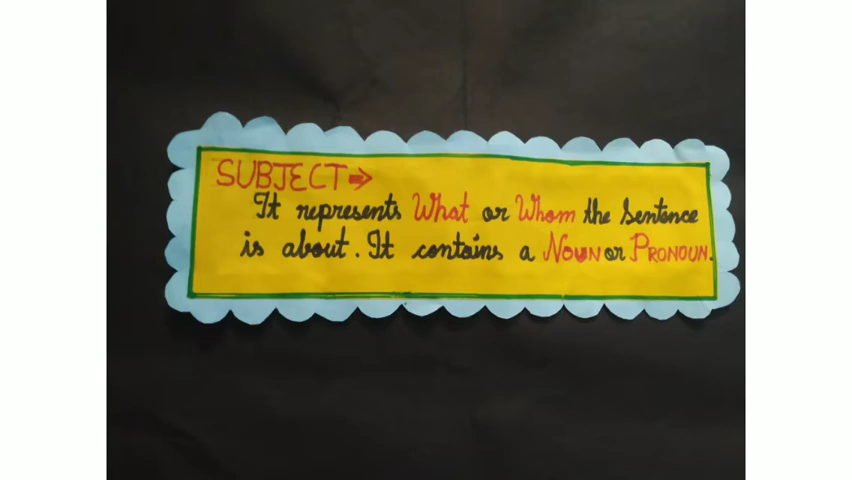 SUBJECT ➔
It represents What or Whom the Sentence
is about. It contains a NOUN or PRONOUN.